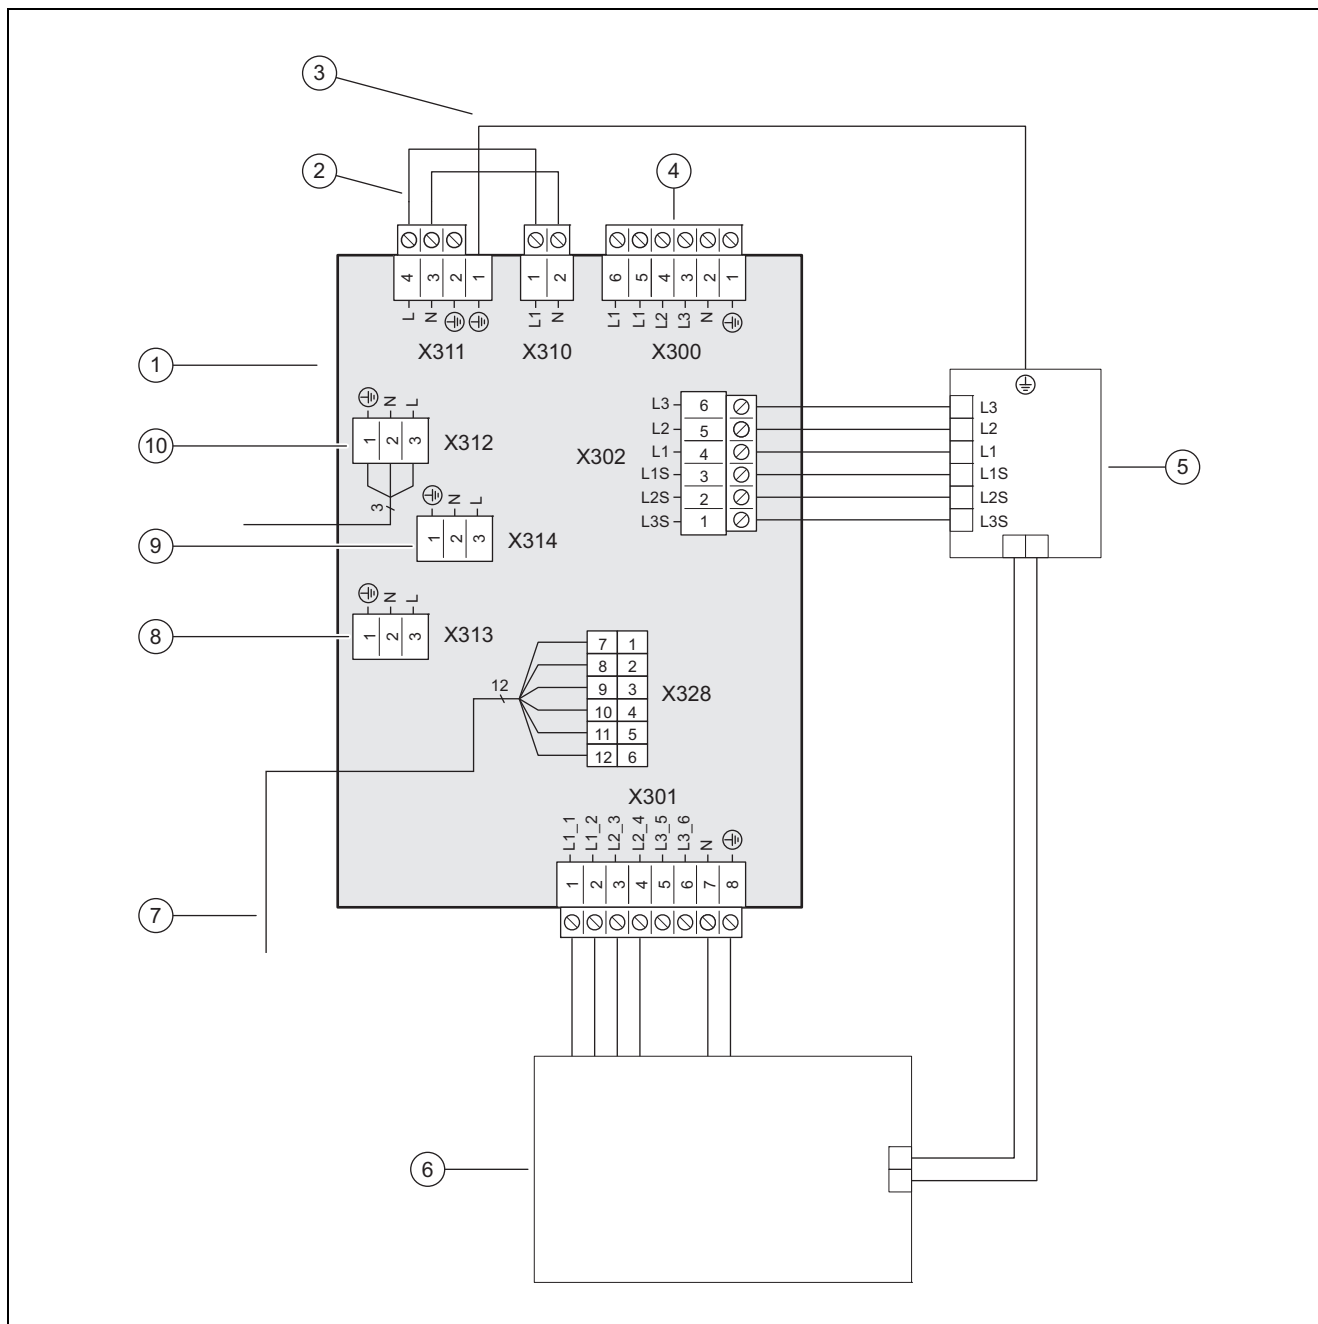 3
2
4
4 3 2 1
1 2
6 5 4 3 2 1
L N
L1 N
L1 L1 L2 L3 N
X311
X310
X300
1
N L
10
1 2 3
X312
3
L3 6
L2 5
L1 4
X302
L1S 3
L2S 2
L3S 1
L3
L2
L1
L1S
L2S
L3S
5
N L
9
1 2 3
X314
N L
8
1 2 3
X313
12
7 1
8 2
9 3
10 4
11 5
12 6
X328
X301
L1_1 L1_2 L2_3 L2_4 L3_5 L3_6 N
1 2 3 4 5 6 7 8
7
6